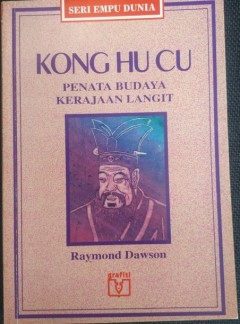 SERI EMPU DUNIA
KONG HU CU
PENATA BUDAYA
KERAJAAN LANGIT
Raymond Dawson
grafiti